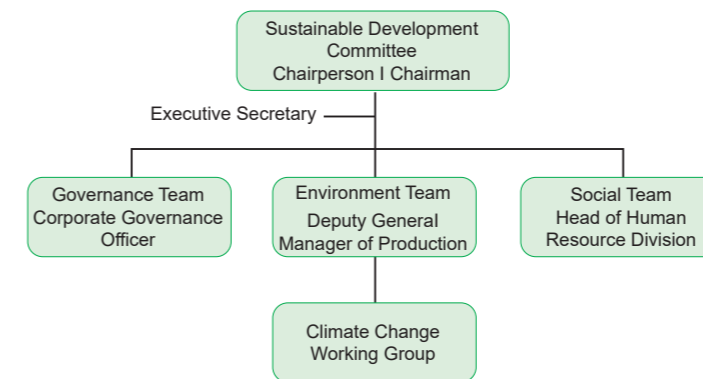 Sustainable Development
Committee
Chairperson I Chairman
Executive Secretary
Governance Team
Corporate Governance
Officer
Environment Team
Deputy General
Manager of Production
Social Team
Head of Human
Resource Division
Climate Change
Working Group